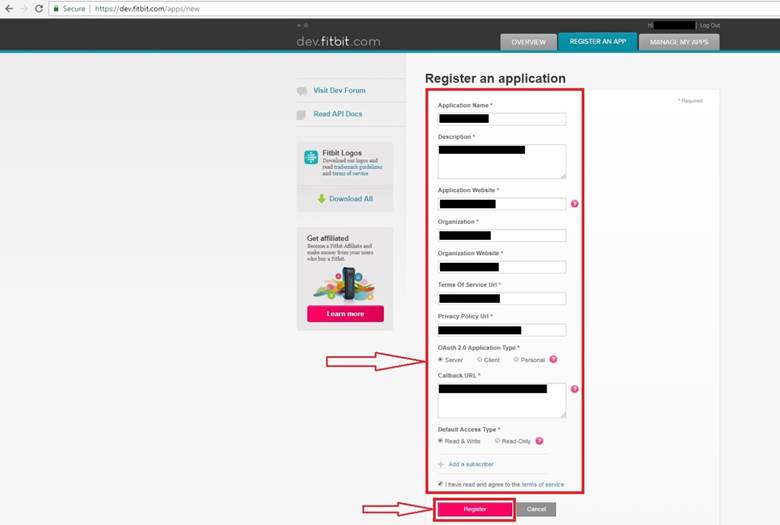 Secure https://dev.fitbit.com/apps/new
Hi Log Out
dev.fitbit.com
OVERVIEW
REGISTER AN APP
MANAGE MY APPS
Visit Dev Forum
Read API Docs
Fitbit Logos
Download our logos and
read trademark guidelines
and terms of service
Download All
Get affiliated
Become a Fitbit Affiliate and
make money from your users
who buy a Fitbit.
Learn more
Register an application
* Required
Application Name *
Description *
Application Website *
?
Organization *
Organization Website *
Terms Of Service Url *
Privacy Policy Url *
OAuth 2.0 Application Type *
Server Client Personal ?
Callback URL *
?
Default Access Type *
Read & Write Read-Only ?
Add a subscriber
I have read and agree to the terms of service
Register
Cancel